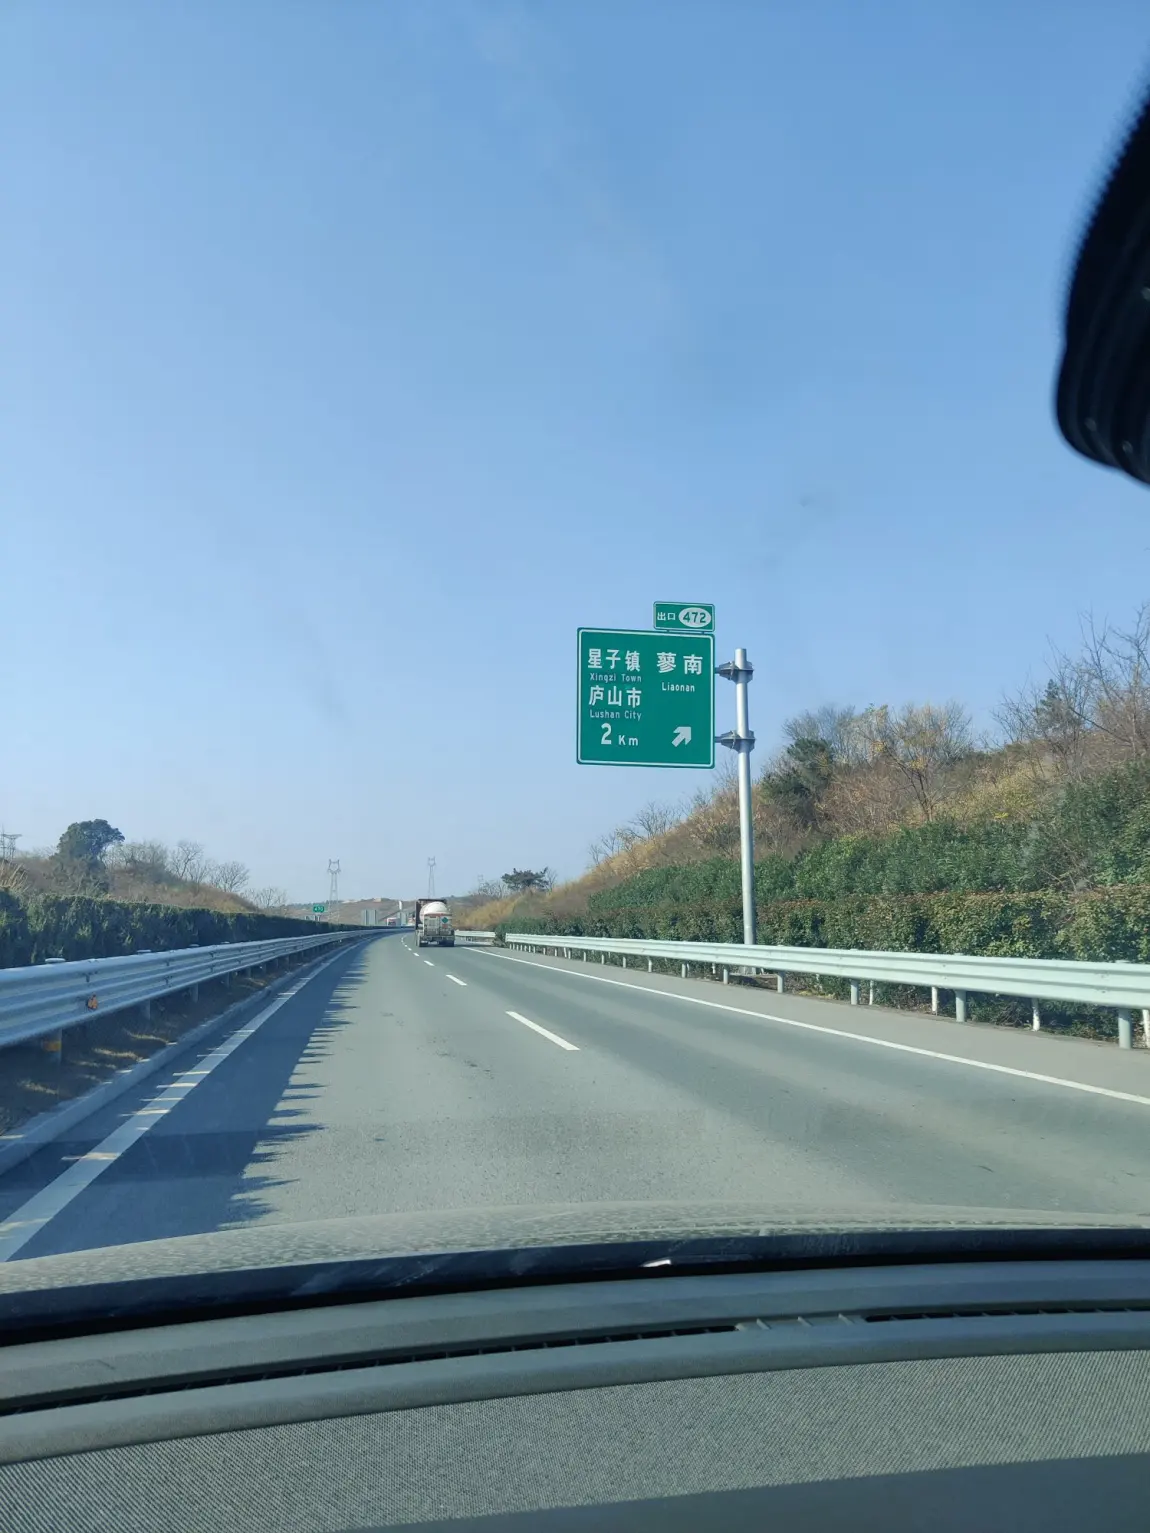 出口 472
星子镇 蓼南
Xingzi Town Liaonan
庐山市
Lushan City
2 Km